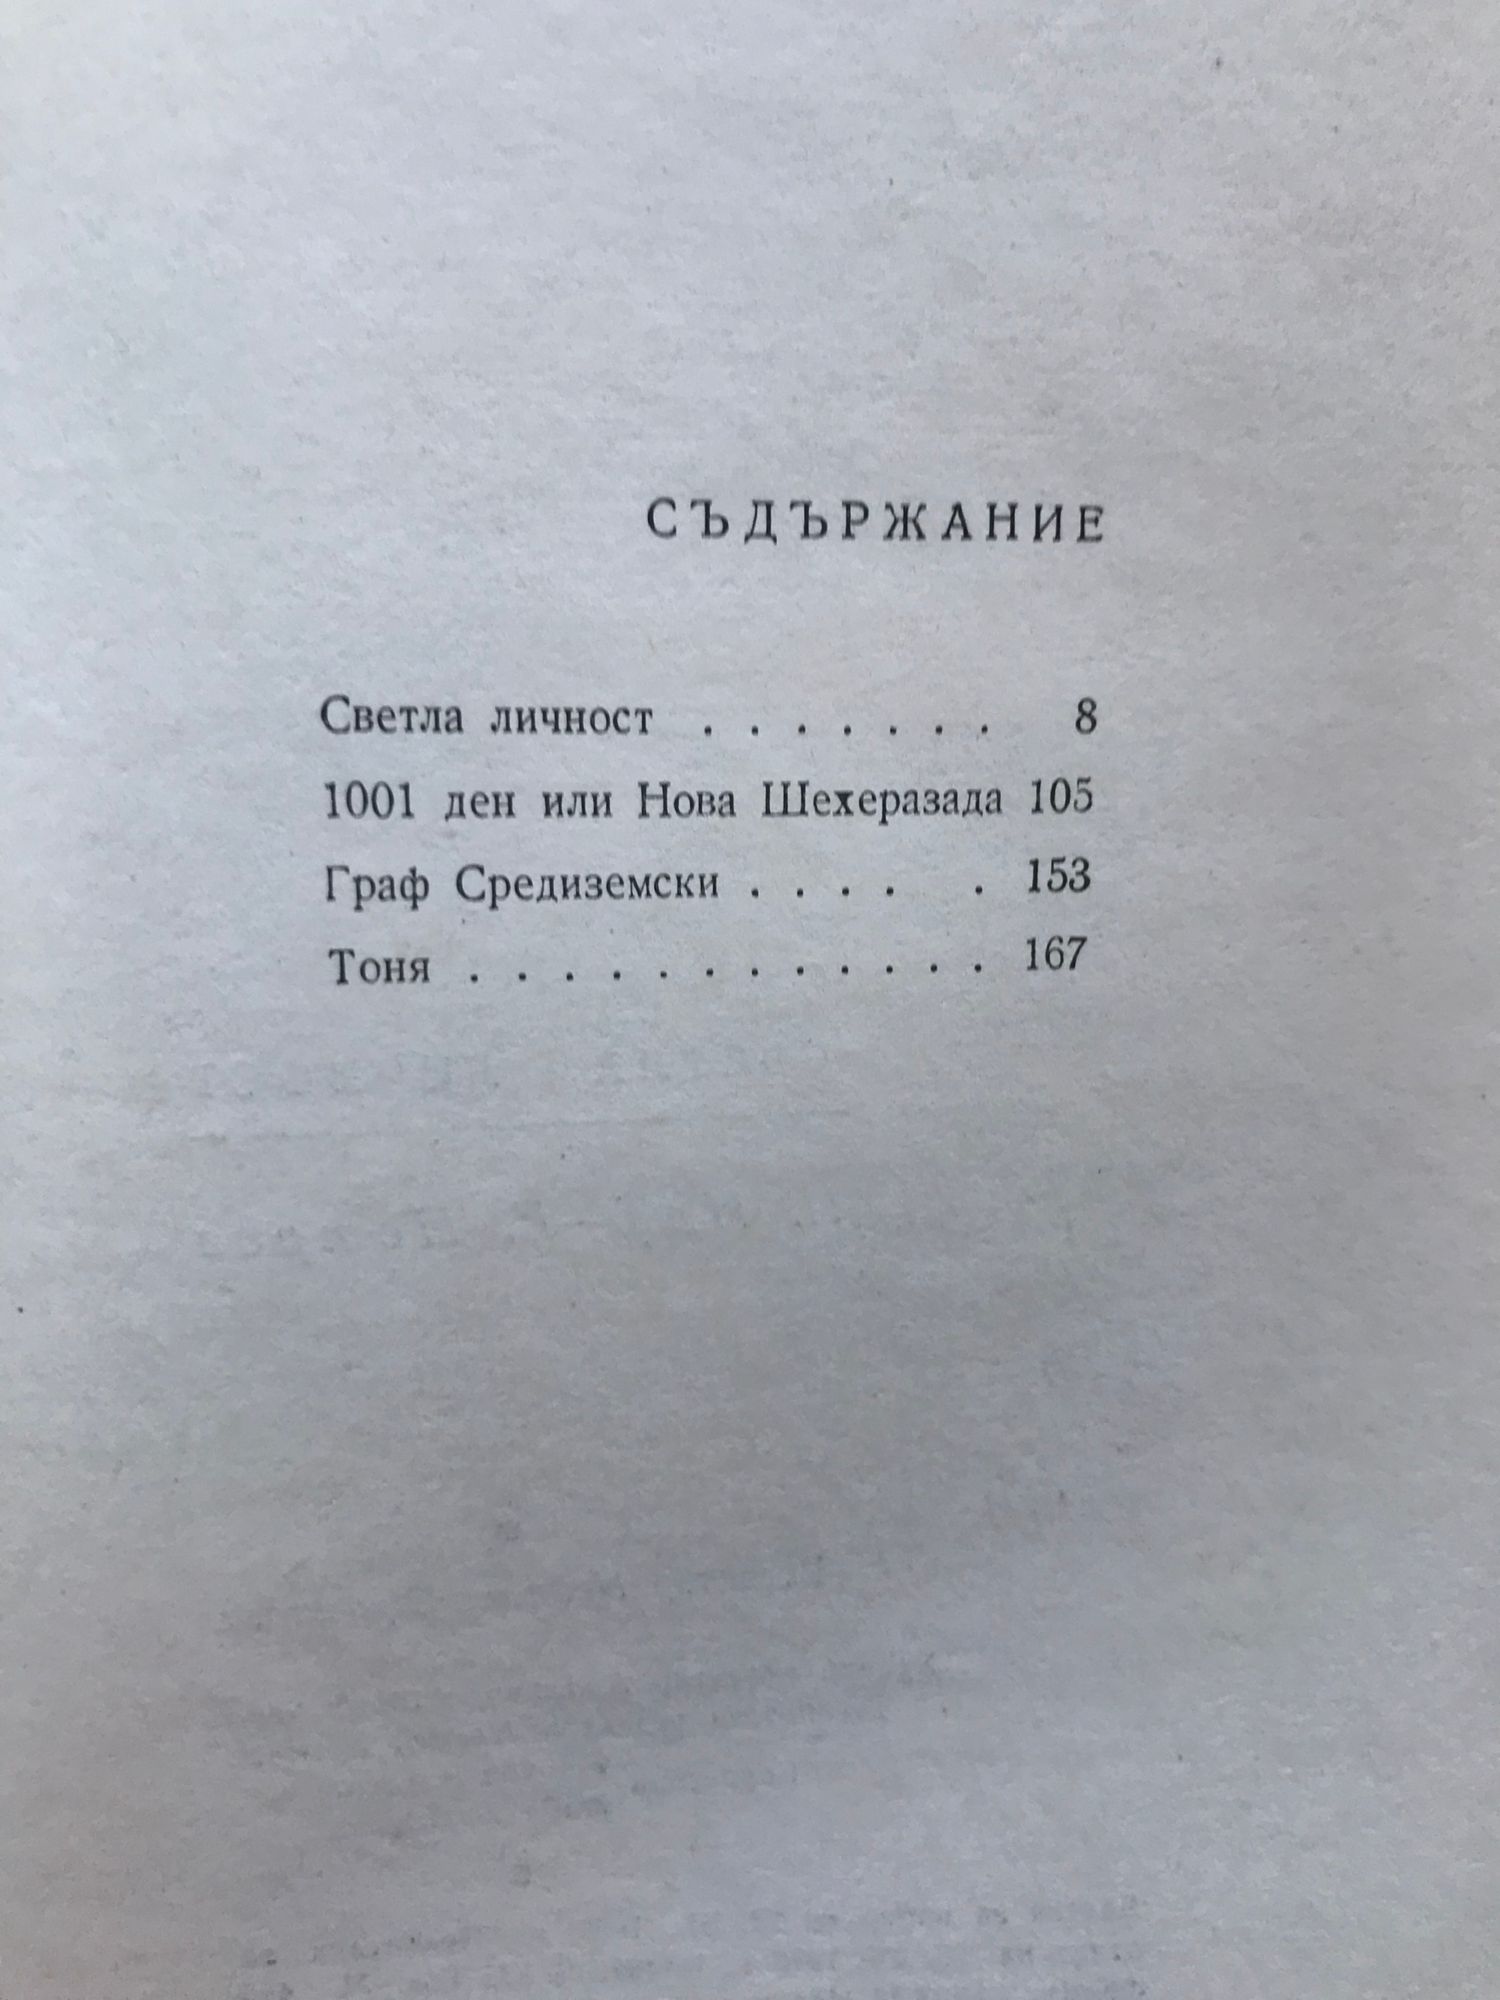 СЪДЪРЖАНИЕ
Светла личност . . . . . . . 8
1001 ден или Нова Шехеразада 105
Граф Средиземски . . . . . 153
Тоня . . . . . . . . . . . . 167